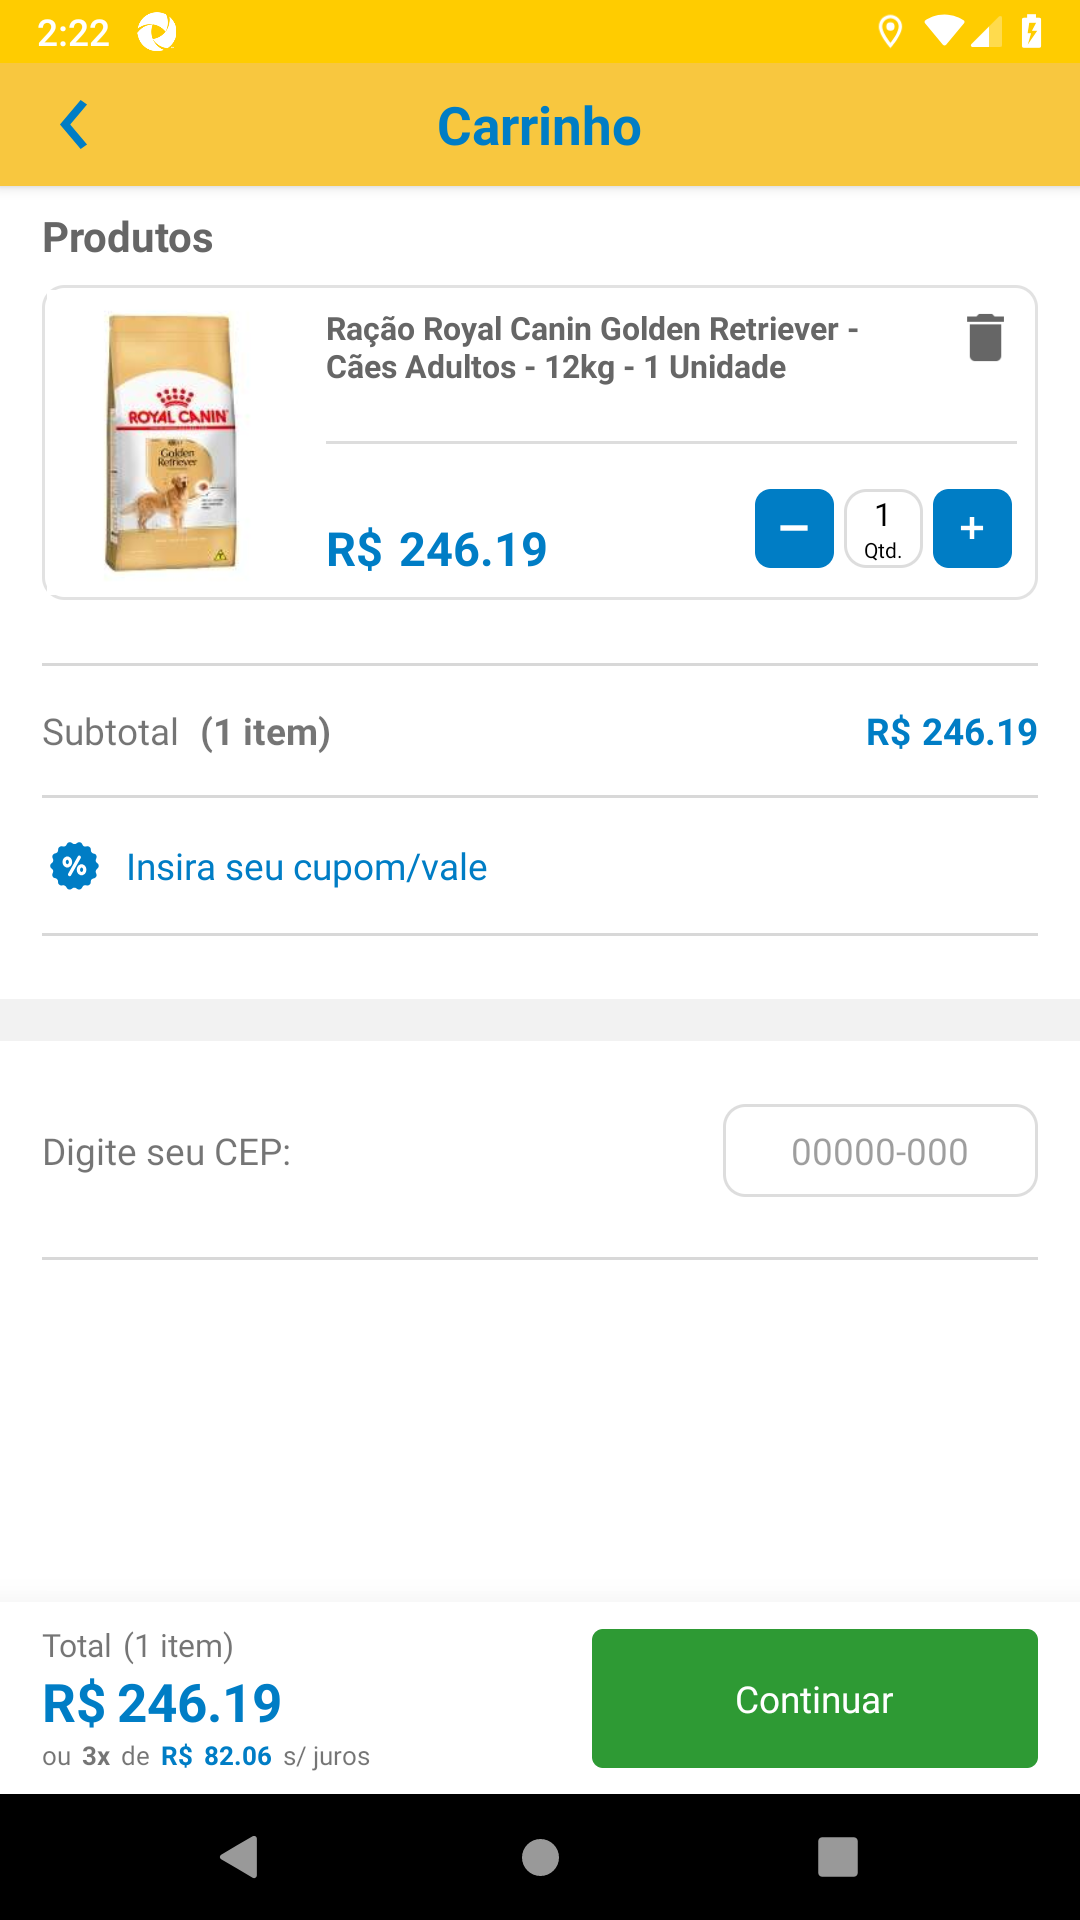 2:22
Carrinho
Produtos
Ração Royal Canin Golden Retriever -
Cães Adultos - 12kg - 1 Unidade
ROYAL CANIN
Golden
Retriever
R$ 246.19
1
Qtd.
Subtotal (1 item)
R$ 246.19
% Insira seu cupom/vale
Digite seu CEP:
00000-000
Total (1 item)
R$ 246.19
ou 3x de R$ 82.06 s/ juros
Continuar